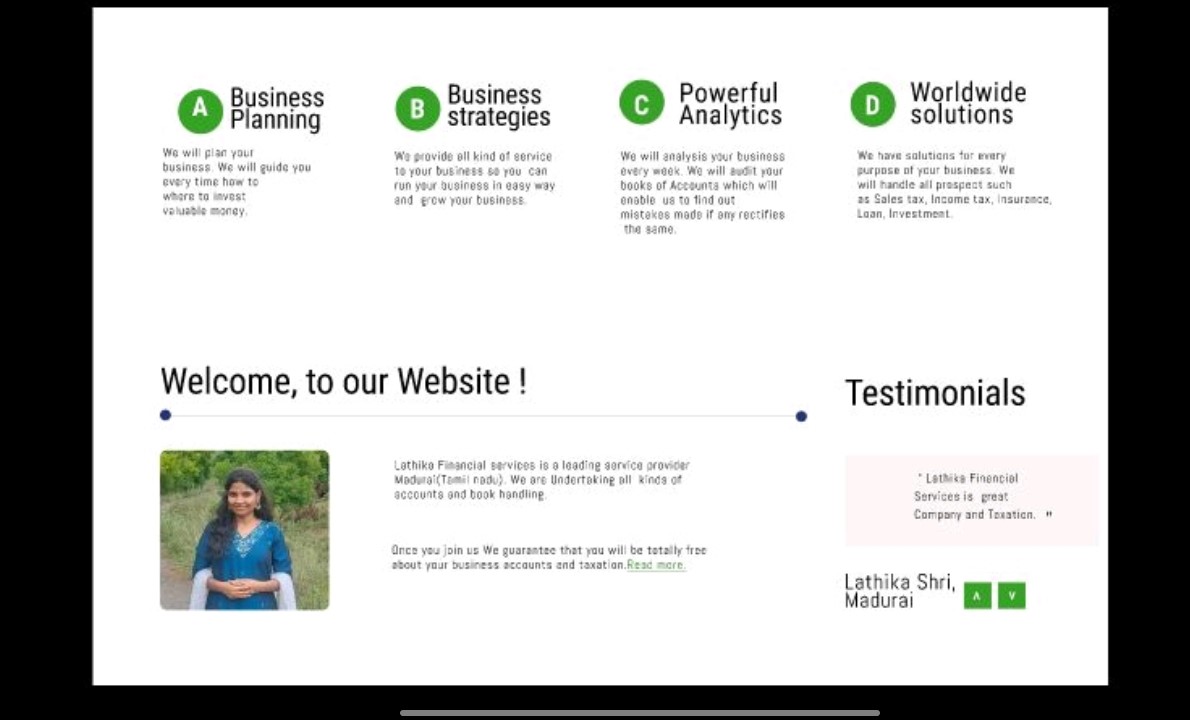 A
Business
Planning
We will plan your
business. We will guide you
every time how to
where to invest
valuable money.
B
Business
strategies
We provide all kind of service
to your business so you can
run your business in easy way
and grow your business.
C
Powerful
Analytics
We will analysis your business
every week. We will audit your
books of Accounts which will
enable us to find out
mistakes made if any rectifies
the same.
D
Worldwide
solutions
We have solutions for every
purpose of your business. We
will handle all prospect such
as Sales tax, Income tax, Insurance,
Loan, Investment.
Welcome, to our Website !
Lathika Financial services is a leading service provider
Madurai(Tamil nadu). We are Undertaking all kinds of
accounts and book handling.
Once you join us We guarantee that you will be totally free
about your business accounts and taxation.Read more.
Testimonials
" Lathika Financial
Services is great
Company and Taxation. "
Lathika Shri,
Madurai
∧ ∨